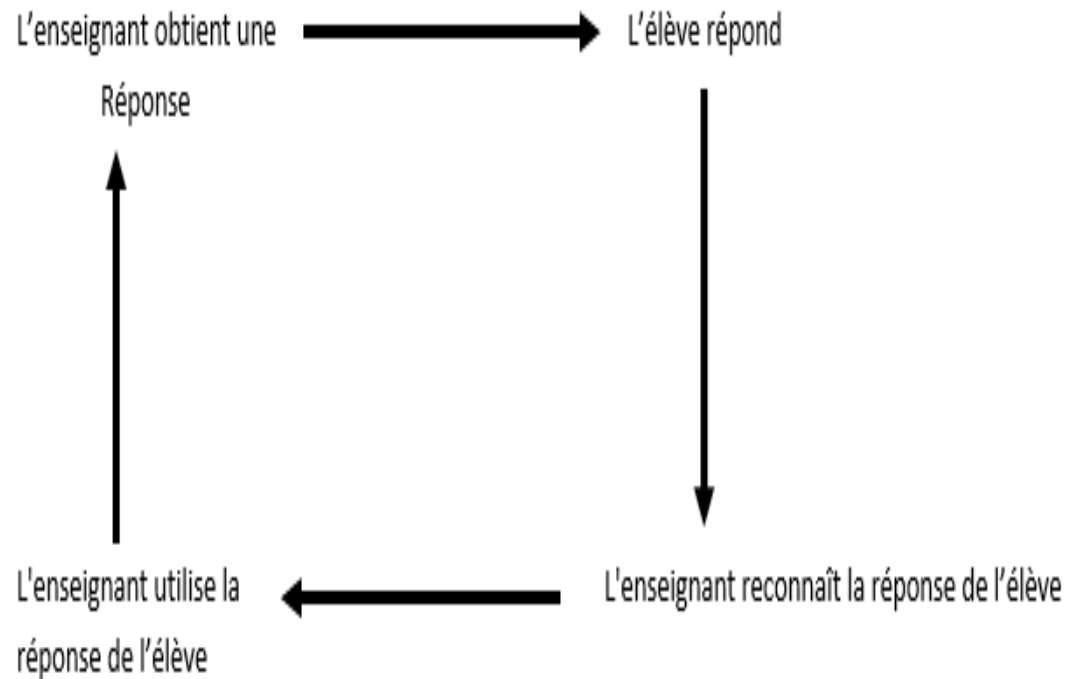 L’enseignant obtient une
Réponse
L’élève répond
L'enseignant reconnaît la réponse de l’élève
L'enseignant utilise la
réponse de l’élève